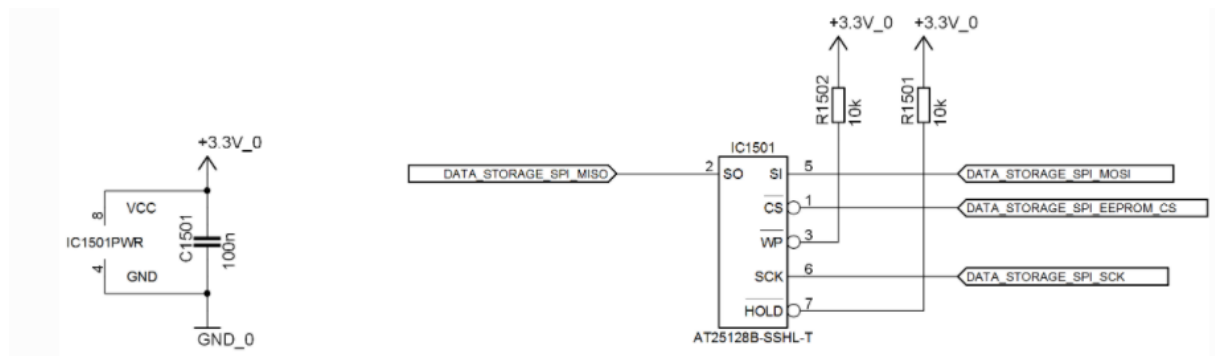 +3.3V_0
+3.3V_0
R1502
10k
R1501
10k
+3.3V_0
8
VCC
IC1501PWR
4
GND
C1501
100n
GND_0
IC1501
DATA_STORAGE_SPI_MISO
2
SO
SI
5
DATA_STORAGE_SPI_MOSI
CS
1
DATA_STORAGE_SPI_EEPROM_CS
WP
3
SCK
6
DATA_STORAGE_SPI_SCK
HOLD
7
AT25128B-SSHL-T